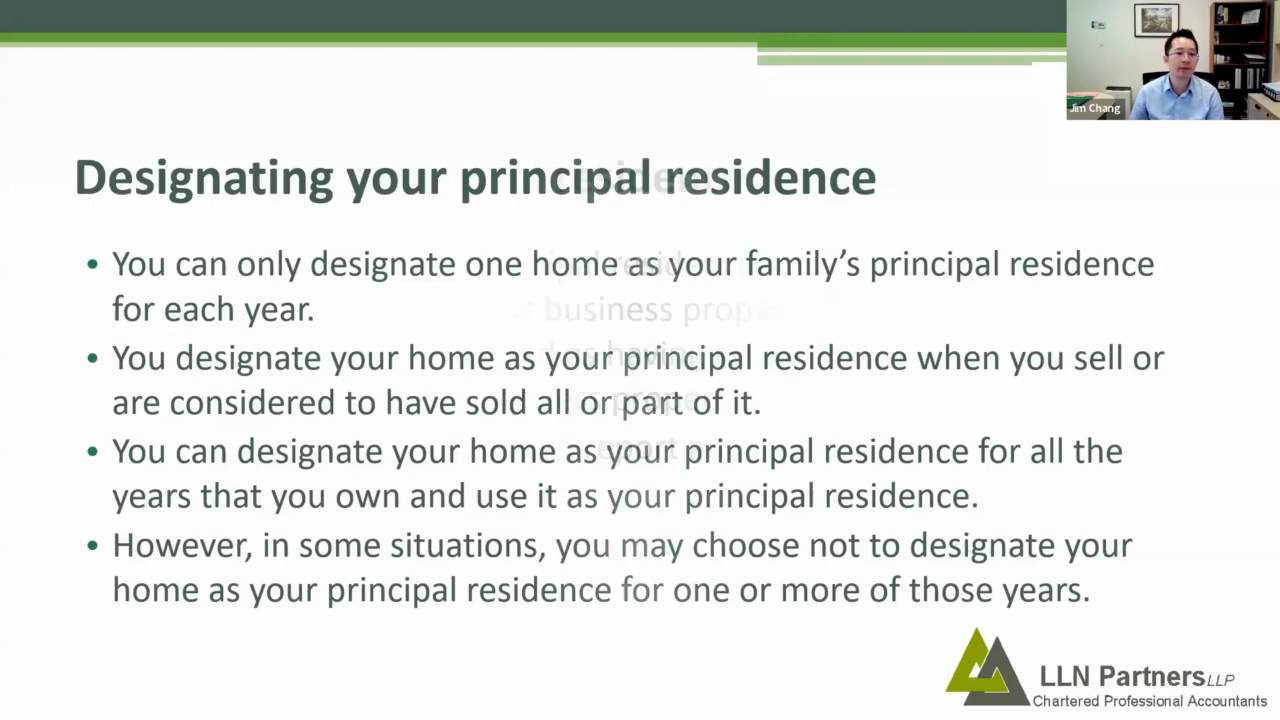 Jim Chang
Designating your principal residence
• You can only designate one home as your family’s principal residence
for each year.
• You designate your home as your principal residence when you sell or
are considered to have sold all or part of it.
• You can designate your home as your principal residence for all the
years that you own and use it as your principal residence.
• However, in some situations, you may choose not to designate your
home as your principal residence for one or more of those years.
LLN Partners LLP
Chartered Professional Accountants